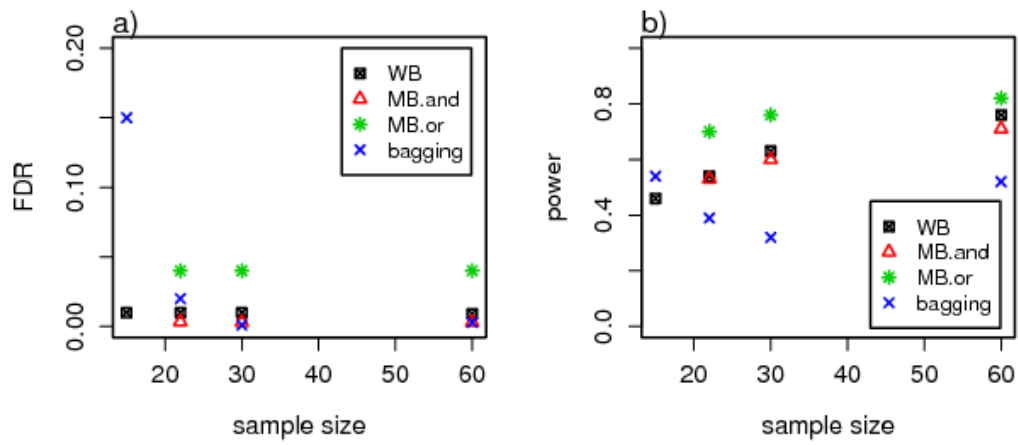 a)
0.20
0.10
0.00
FDR
WB
MB.and
MB.or
bagging
20 30 40 50 60
sample size
b)
0.8
0.4
0.0
power
WB
MB.and
MB.or
bagging
20 30 40 50 60
sample size